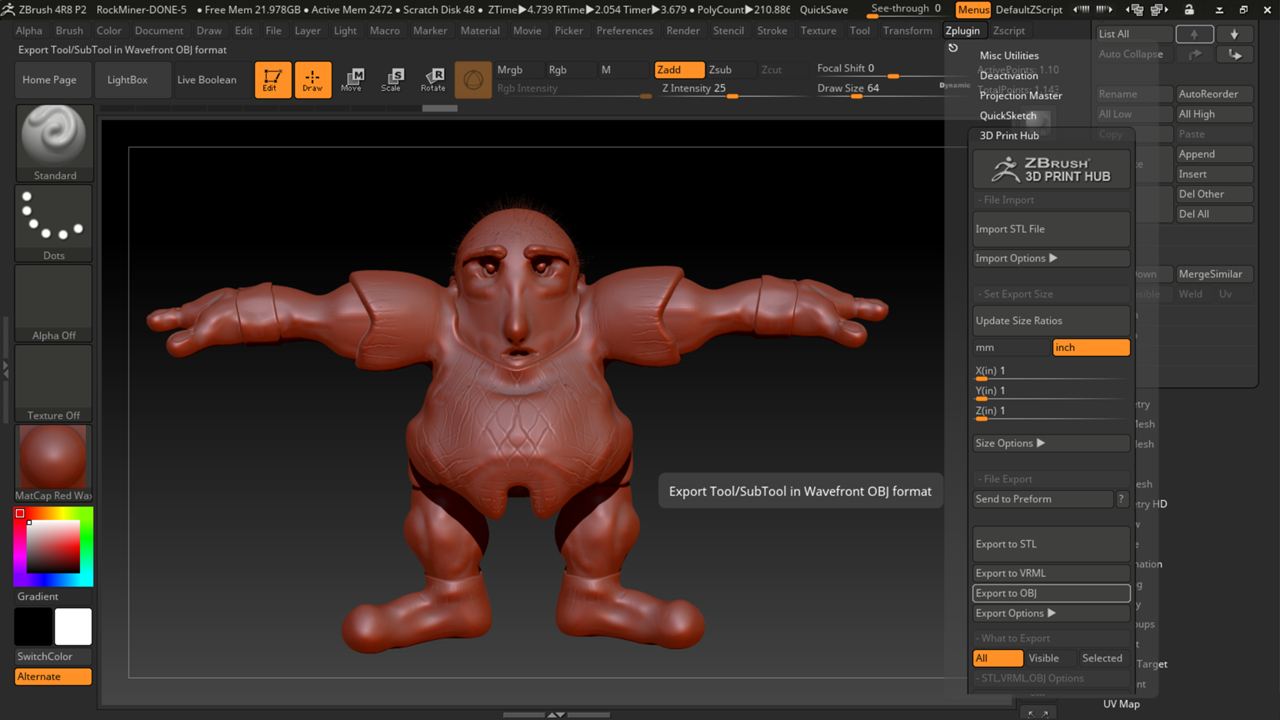 ZBrush 4R8 P2 RockMiner-DONE-5 ● Free Mem 21.978GB ● Active Mem 2472 ● Scratch Disk 48 ● ZTime▶4.739 RTime▶2.054 Timer▶3.679 ● PolyCount▶210.886 QuickSave See-through 0 Menus DefaultZScript
Alpha Brush Color Document Draw Edit File Layer Light Macro Marker Material Movie Picker Preferences Render Stencil Stroke Texture Tool Transform Zplugin Zscript
Export Tool/SubTool in Wavefront OBJ format
Home Page LightBox Live Boolean Edit Draw Move Scale Rotate
M S R
Mrgb Rgb M Zadd Zsub Zcut Focal Shift 0
Rgb Intensity Z Intensity 25 Draw Size 64 Dynamic
Standard
Dots
Alpha Off
Texture Off
MatCap Red Wax
Gradient
SwitchColor
Alternate
Export Tool/SubTool in Wavefront OBJ format
Misc Utilities
Deactivation
Projection Master
QuickSketch
3D Print Hub
ZBRUSH®
3D PRINT HUB
- File Import
Import STL File
Import Options ▶
- Set Export Size
Update Size Ratios
mm inch
X(in) 1
Y(in) 1
Z(in) 1
Size Options ▶
- File Export
Send to Preform ?
Export to STL
Export to VRML
Export to OBJ
Export Options ▶
- What to Export
All Visible Selected
- STL,VRML,OBJ Options
List All
Auto Collapse
Rename AutoReorder
All Low All High
Copy Paste
Append
Insert
Del Other
Del All
MergeSimilar
Weld Uv
UV Map